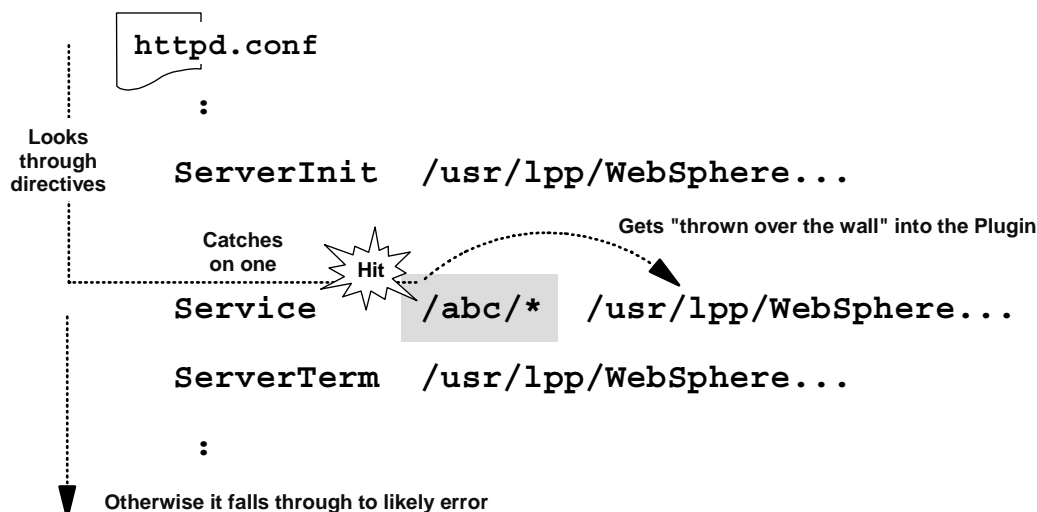 httpd.conf
:
Looks
through
directives
ServerInit /usr/lpp/WebSphere...
Gets "thrown over the wall" into the Plugin
Catches
on one
Hit
Service /abc/* /usr/lpp/WebSphere...
ServerTerm /usr/lpp/WebSphere...
:
Otherwise it falls through to likely error